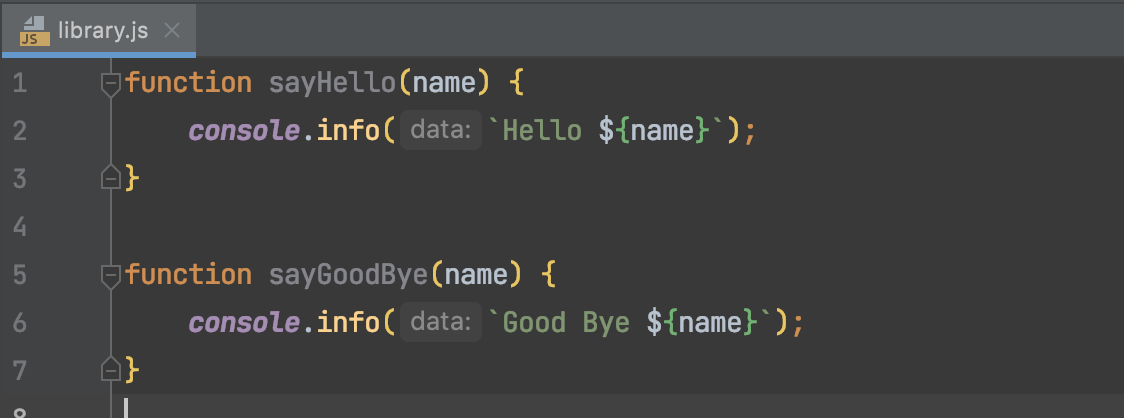 JS library.js ×
1 function sayHello(name) {
2     console.info( data: `Hello ${name}`);
3 }
4
5 function sayGoodBye(name) {
6     console.info( data: `Good Bye ${name}`);
7 }
8